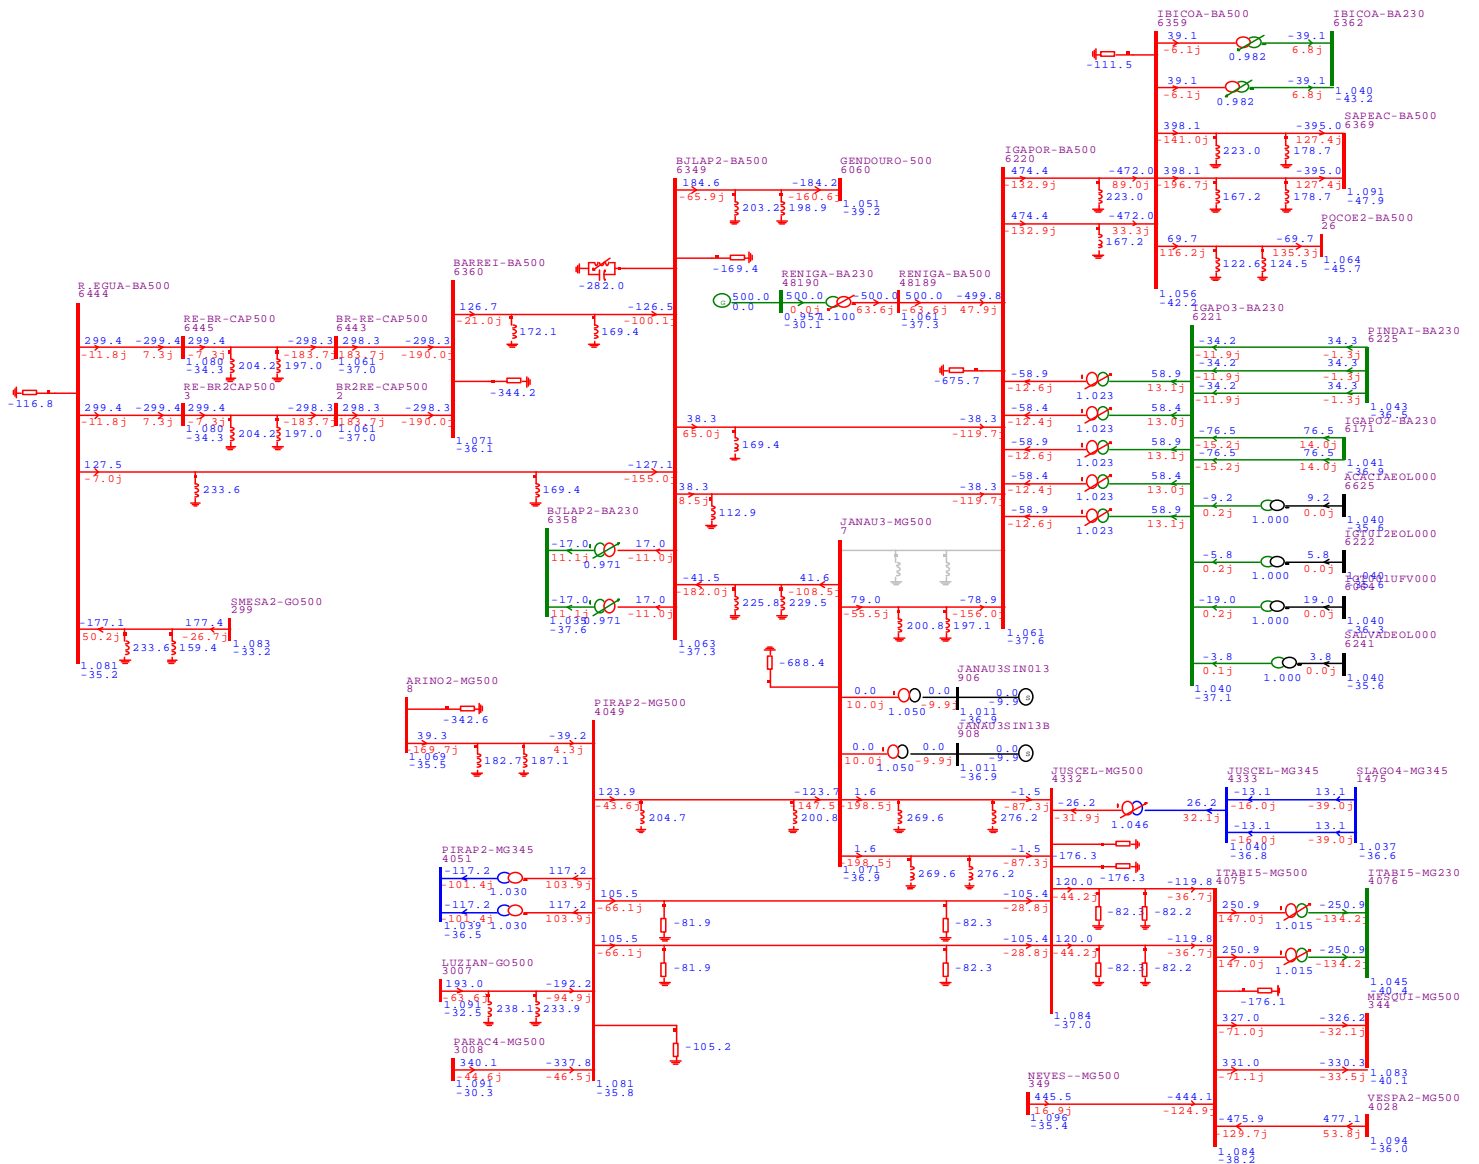 IBICOA-BA500
6359
IBICOA-BA230
6362
39.1
-39.1
-6.1j
6.8j
0.982
-111.5
39.1
-39.1
-6.1j
6.8j
0.982
1.040
-43.2
SAPEAC-BA500
6369
398.1
-395.0
-141.0j
127.4j
223.0
178.7
398.1
-395.0
-196.7j
127.4j
167.2
178.7
1.091
-47.9
POCOE2-BA500
26
69.7
-69.7
116.2j
135.3j
122.6
124.5
1.064
-45.7
1.056
-42.2
IGAPOR-BA500
6220
474.4
-472.0
-132.9j
89.0j
223.0
474.4
-472.0
-132.9j
33.3j
167.2
BJLAP2-BA500
6349
GENDOURO-500
6060
184.6
-184.2
-65.9j
-160.6j
203.2
198.9
1.051
-39.2
-169.4
-282.0
RENIGA-BA230
48190
RENIGA-BA500
48189
500.0
0.0
500.0
-500.0
500.0
-499.8
0.0j
63.6j
-63.6j
47.9j
0.957
1.100
-30.1
1.061
-37.3
-675.7
BARREI-BA500
6360
126.7
-126.5
-21.0j
-100.1j
172.1
169.4
-344.2
1.071
-36.1
R.EGUA-BA500
6444
RE-BR-CAP500
6445
BR-RE-CAP500
6443
299.4
-299.4
299.4
-298.3
298.3
-298.3
-11.8j
7.3j
-7.3j
-183.7j
183.7j
-190.0j
1.080
-34.3
204.2
197.0
1.061
-37.0
RE-BR2CAP500
3
BR2RE-CAP500
2
-116.8
299.4
-299.4
299.4
-298.3
298.3
-298.3
-11.8j
7.3j
-7.3j
-183.7j
183.7j
-190.0j
1.080
-34.3
204.2
197.0
1.061
-37.0
127.5
-127.1
-7.0j
-155.0j
233.6
169.4
SMESA2-GO500
299
-177.1
177.4
50.2j
-26.7j
233.6
159.4
1.083
-33.2
1.081
-35.2
38.3
-38.3
65.0j
-119.7j
169.4
38.3
-38.3
8.5j
-119.7j
112.9
BJLAP2-BA230
6358
-17.0
17.0
11.1j
-11.0j
0.971
-17.0
17.0
11.1j
-11.0j
0.971
-37.6
-41.5
41.6
-182.0j
-108.5j
225.8
229.5
1.063
-37.3
JANAU3-MG500
7
79.0
-78.9
-55.5j
-156.0j
200.8
197.1
1.061
-37.6
-58.9
58.9
-12.6j
13.1j
1.023
-58.4
58.4
-12.4j
13.0j
1.023
-58.9
58.9
-12.6j
13.1j
1.023
-58.4
58.4
-12.4j
13.0j
1.023
-58.9
58.9
-12.6j
13.1j
1.023
IGAPO3-BA230
6221
PINDAI-BA230
6225
-34.2
34.3
-11.9j
-1.3j
-34.2
34.3
-11.9j
-1.3j
-34.2
34.3
-11.9j
-1.3j
1.043
IGAPO2-BA230
6171
-76.5
76.5
-15.2j
14.0j
-76.5
76.5
-15.2j
14.0j
1.041
ACACIAEOL000
6625
-9.2
9.2
0.2j
0.0j
1.000
1.040
-35.6
6222
-5.8
5.8
0.2j
0.0j
1.000
-19.0
19.0
0.2j
0.0j
1.000
1.040
SALVADEOL000
6241
-3.8
3.8
0.1j
0.0j
1.000
1.040
-35.6
1.040
-37.1
-688.4
JANAU3SIN013
906
0.0
0.0
0.0
10.0j
-9.9j
-9.9
1.050
1.011
-36.9
JANAU3SIN13B
908
0.0
0.0
0.0
10.0j
-9.9j
-9.9
1.050
1.011
-36.9
ARINO2-MG500
8
-342.6
39.3
-39.2
-169.7j
4.3j
1.069
-35.5
182.7
187.1
PIRAP2-MG500
4049
123.9
-123.7
-43.6j
-147.5
204.7
200.8
1.6
-1.5
-198.5j
-87.3j
269.6
276.2
1.6
-1.5
-198.5j
-87.3j
269.6
276.2
1.071
-36.9
JUSCEL-MG500
4332
JUSCEL-MG345
4333
SLAGO4-MG345
1475
-26.2
26.2
-31.9j
32.1j
1.046
-13.1
13.1
-16.0j
-39.0j
-13.1
13.1
-16.0j
-39.0j
1.040
-36.8
1.037
-36.6
-176.3
-176.3
PIRAP2-MG345
4051
-117.2
117.2
-101.4j
103.9j
1.030
-117.2
117.2
-101.4j
103.9j
1.039
1.030
-36.5
105.5
-105.4
-66.1j
-28.8j
-81.9
-82.3
105.5
-105.4
-66.1j
-28.8j
-81.9
-82.3
120.0
-119.8
-44.2j
-36.7j
-82.3
-82.2
120.0
-119.8
-44.2j
-36.7j
-82.3
-82.2
1.084
-37.0
ITABI5-MG500
4075
ITABI5-MG230
4076
250.9
-250.9
147.0j
-134.2j
1.015
250.9
-250.9
147.0j
-134.2j
1.015
1.045
-40.4
-176.1
LUZIAN-GO500
3007
193.0
-192.2
-63.6j
-94.9j
1.091
-32.5
238.1
233.9
-105.2
PARAC4-MG500
3008
340.1
-337.8
-44.6j
-46.5j
1.091
-30.3
1.081
-35.8
MESQUI-MG500
344
327.0
-326.2
-71.0j
-32.1j
331.0
-330.3
-71.1j
-33.5j
1.083
-40.1
NEVES--MG500
349
445.5
-444.1
16.9j
-124.9j
1.096
-35.4
VESPA2-MG500
4028
-475.9
477.1
-129.7j
53.8j
1.094
-36.0
1.084
-38.2